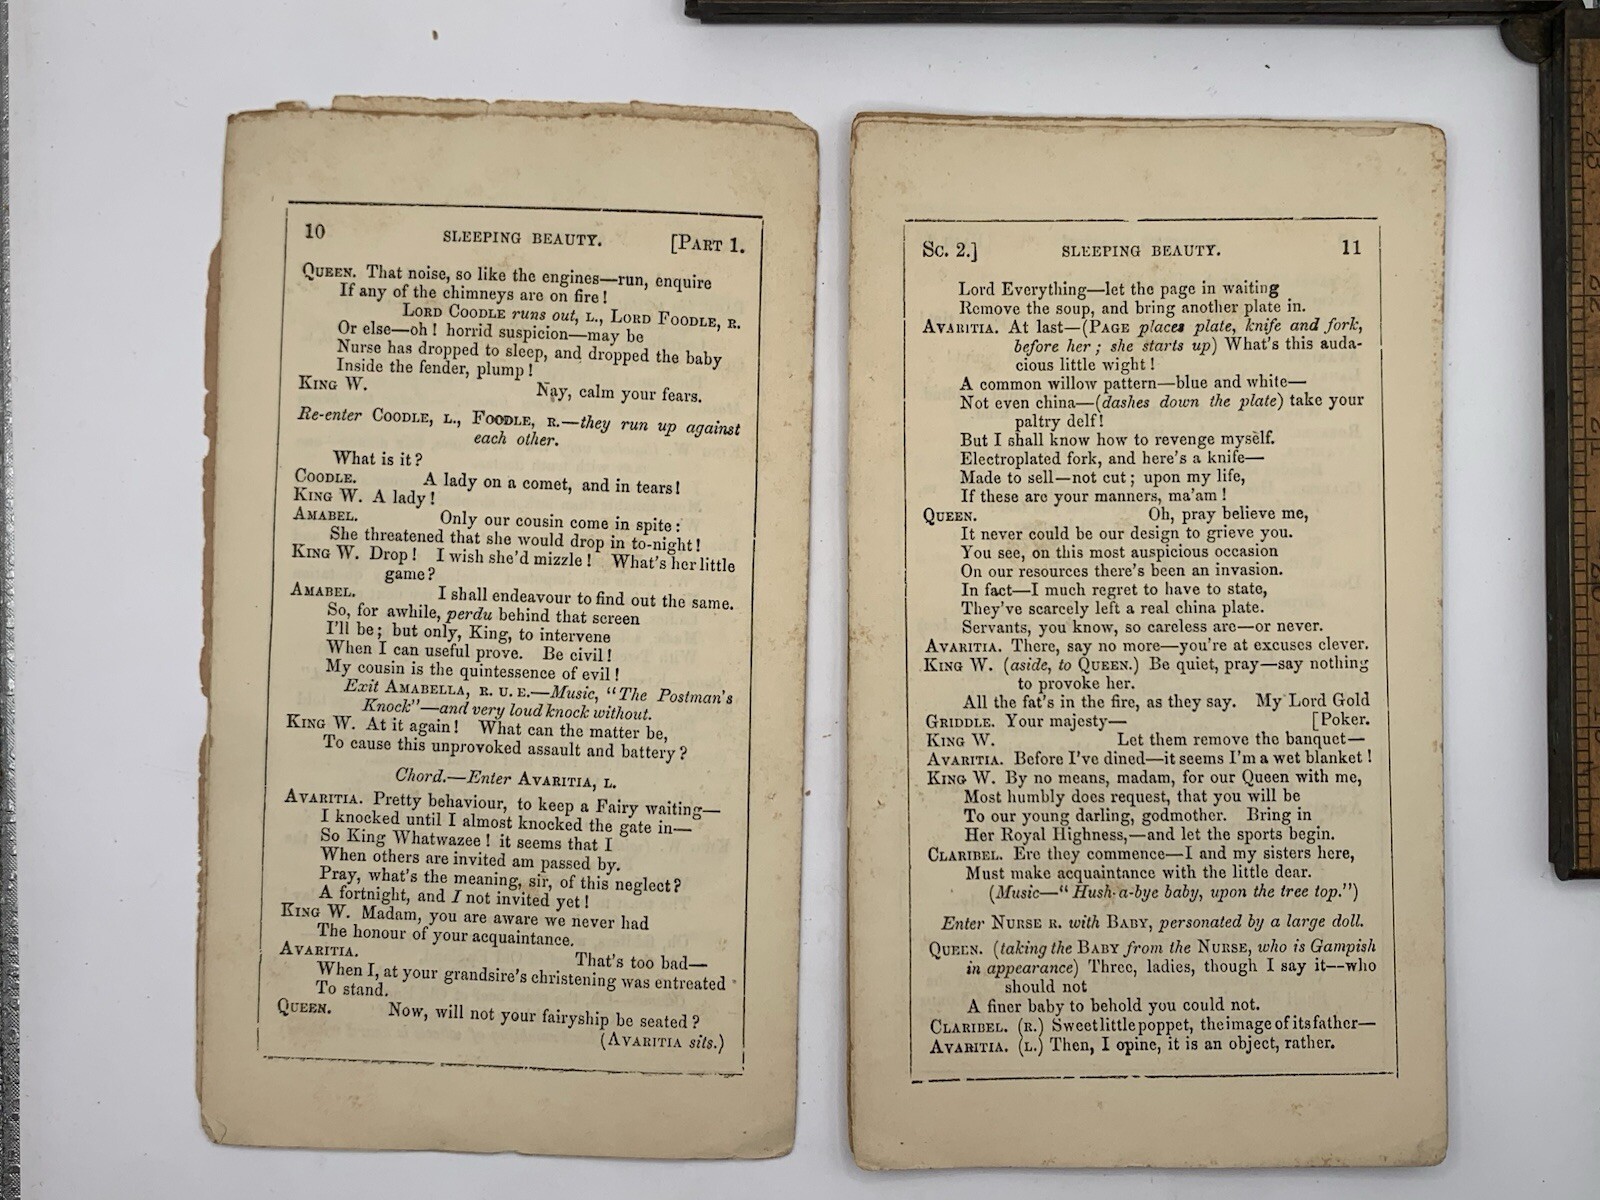 10 SLEEPING BEAUTY. [PART 1.
QUEEN. That noise, so like the engines—run, enquire
If any of the chimneys are on fire!
LORD COODLE runs out, L., LORD FOODLE, R.
Or else—oh! horrid suspicion—may be
Nurse has dropped to sleep, and dropped the baby
Inside the fender, plump!
KING W. Nay, calm your fears.
Re-enter COODLE, L., FOODLE, R.—they run up against
each other.
What is it?
COODLE. A lady on a comet, and in tears!
KING W. A lady!
AMABEL. Only our cousin come in spite:
She threatened that she would drop in to-night!
KING W. Drop! I wish she'd mizzle! What's her little
game?
AMABEL. I shall endeavour to find out the same.
So, for awhile, perdu behind that screen
I'll be; but only, King, to intervene
When I can useful prove. Be civil!
My cousin is the quintessence of evil!
Exit AMABELLA, R. U. E.—Music, "The Postman's
Knock"—and very loud knock without.
KING W. At it again! What can the matter be,
To cause this unprovoked assault and battery?
Chord.—Enter AVARITIA, L.
AVARITIA. Pretty behaviour, to keep a Fairy waiting—
I knocked until I almost knocked the gate in—
So King Whatwazee! it seems that I
When others are invited am passed by.
Pray, what's the meaning, sir, of this neglect?
A fortnight, and I not invited yet!
KING W. Madam, you are aware we never had
The honour of your acquaintance.
AVARITIA. That's too bad—
When I, at your grandsire's christening was entreated
To stand.
QUEEN. Now, will not your fairyship be seated?
(AVARITIA sits.)
Sc. 2.] SLEEPING BEAUTY. 11
Lord Everything—let the page in waiting
Remove the soup, and bring another plate in.
AVARITIA. At last—(PAGE places plate, knife and fork,
before her; she starts up) What's this auda-
cious little wight!
A common willow pattern—blue and white—
Not even china—(dashes down the plate) take your
paltry delf!
But I shall know how to revenge myself.
Electroplated fork, and here's a knife—
Made to sell—not cut; upon my life,
If these are your manners, ma'am!
QUEEN. Oh, pray believe me,
It never could be our design to grieve you.
You see, on this most auspicious occasion
On our resources there's been an invasion.
In fact—I much regret to have to state,
They've scarcely left a real china plate.
Servants, you know, so careless are—or never.
AVARITIA. There, say no more—you're at excuses clever.
KING W. (aside, to QUEEN.) Be quiet, pray—say nothing
to provoke her.
All the fat's in the fire, as they say. My Lord Gold
GRIDDLE. Your majesty— [Poker.
KING W. Let them remove the banquet—
AVARITIA. Before I've dined—it seems I'm a wet blanket!
KING W. By no means, madam, for our Queen with me,
Most humbly does request, that you will be
To our young darling, godmother. Bring in
Her Royal Highness,—and let the sports begin.
CLARIBEL. Ere they commence—I and my sisters here,
Must make acquaintance with the little dear.
(Music—"Hush-a-bye baby, upon the tree top.")
Enter NURSE R. with BABY, personated by a large doll.
QUEEN. (taking the BABY from the NURSE, who is Gampish
in appearance) Three, ladies, though I say it—who
should not
A finer baby to behold you could not.
CLARIBEL. (R.) Sweet little poppet, the image of its father—
AVARITIA. (L.) Then, I opine, it is an object, rather.
23
22
21
20
19